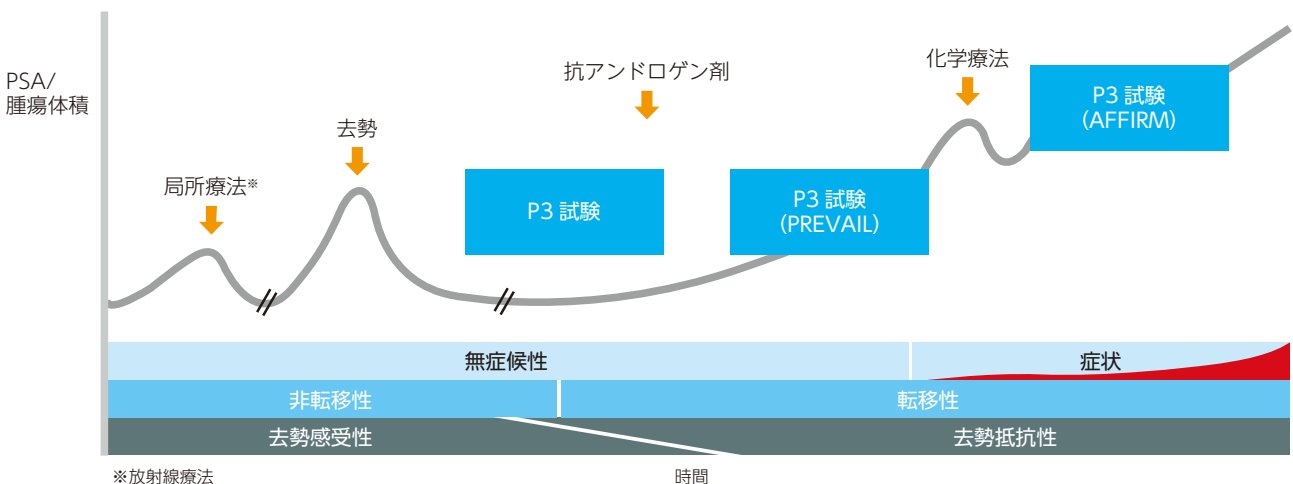 PSA/
腫瘍体積
局所療法※
去勢
抗アンドロゲン剤
化学療法
P3 試験
P3 試験
(PREVAIL)
P3 試験
(AFFIRM)
無症候性
症状
非転移性
転移性
去勢感受性
去勢抵抗性
※放射線療法
時間